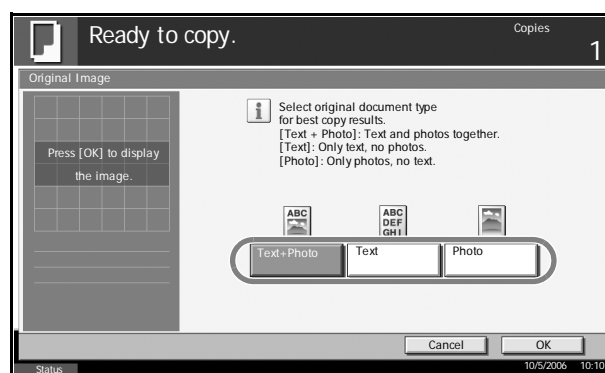 Ready to copy.
Copies
1
Original Image
Press [OK] to display
the image.
Select original document type
for best copy results.
[Text + Photo]: Text and photos together.
[Text]: Only text, no photos.
[Photo]: Only photos, no text.
ABC
ABC
DEF
GHI
Text+Photo
Text
Photo
Cancel
OK
Status
10/5/2006 10:10